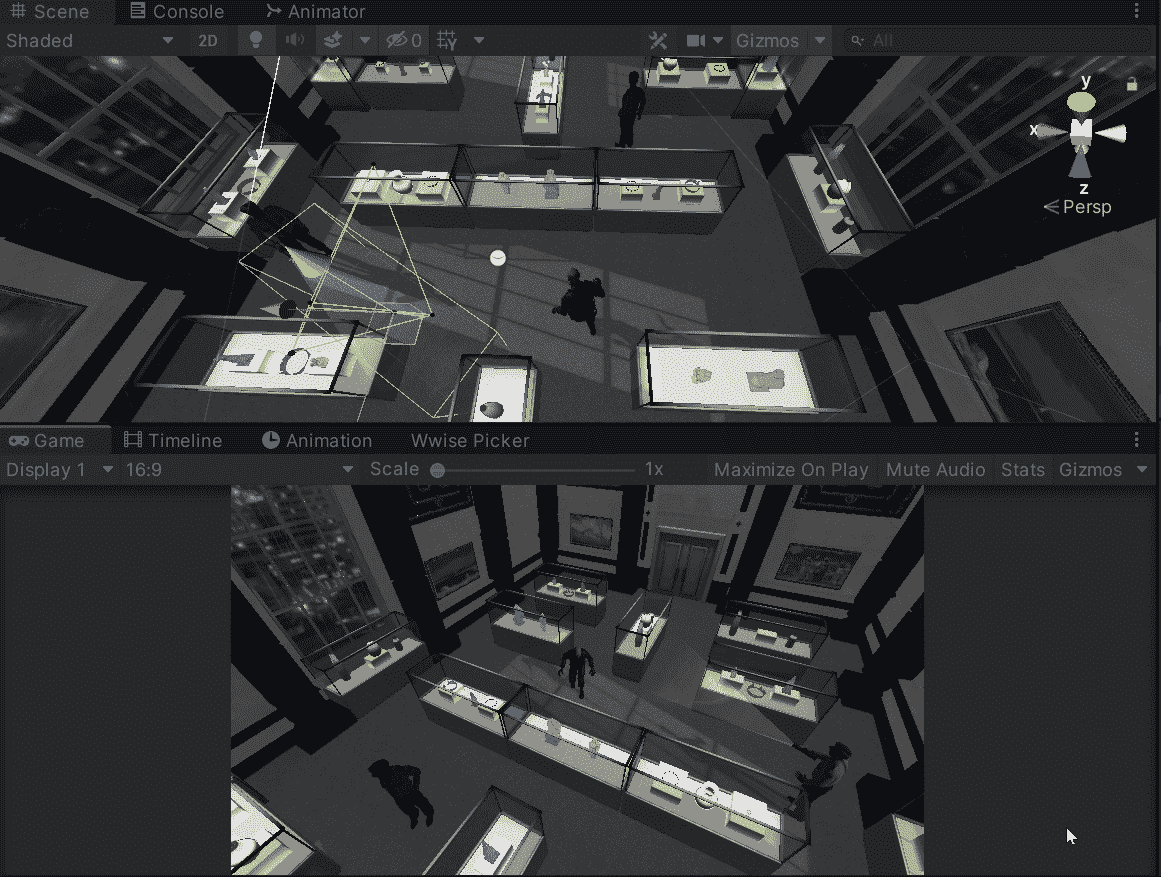 Scene Console Animator
Shaded 2D 0 Gizmos All
y
x
z
Persp
Game Timeline Animation Wwise Picker
Display 1 16:9 Scale 1x Maximize On Play Mute Audio Stats Gizmos